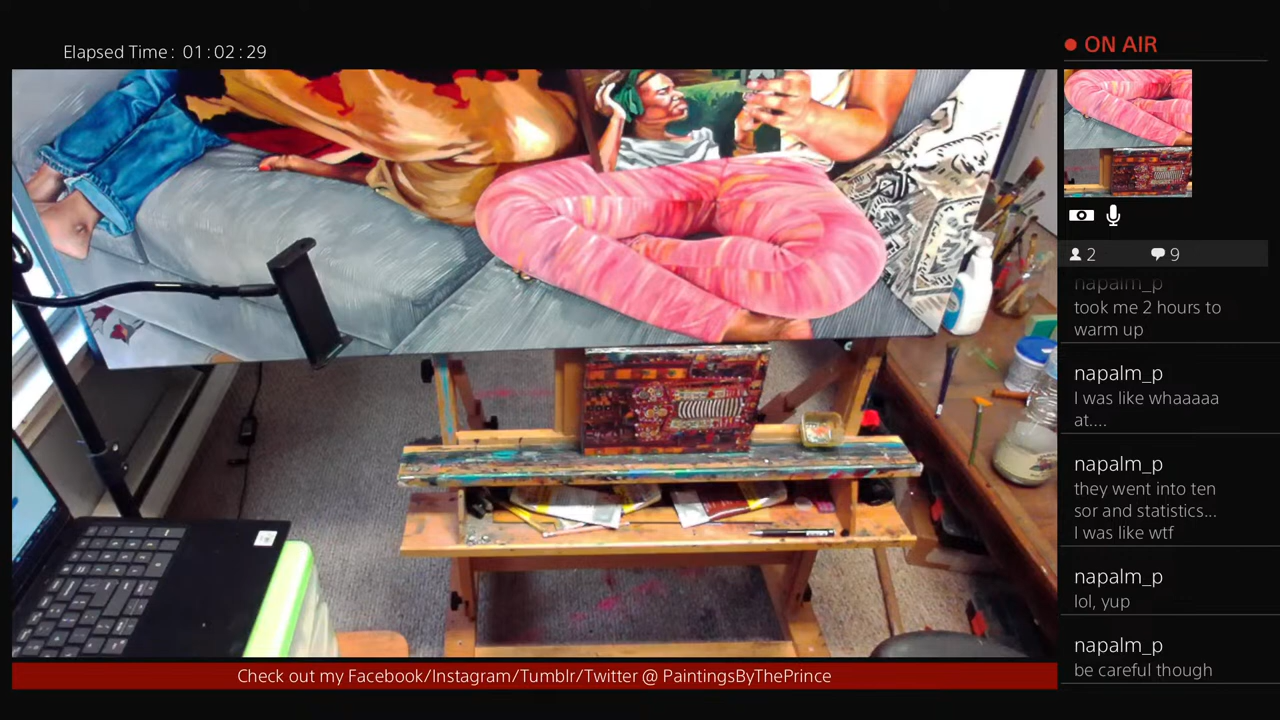 Elapsed Time: 01:02:29
ON AIR
2
9
napalm_p
took me 2 hours to
warm up
napalm_p
I was like whaaaaa
at....
napalm_p
they went into ten
sor and statistics...
I was like wtf
napalm_p
lol, yup
napalm_p
be careful though
Check out my Facebook/Instagram/Tumblr/Twitter @ PaintingsByThePrince